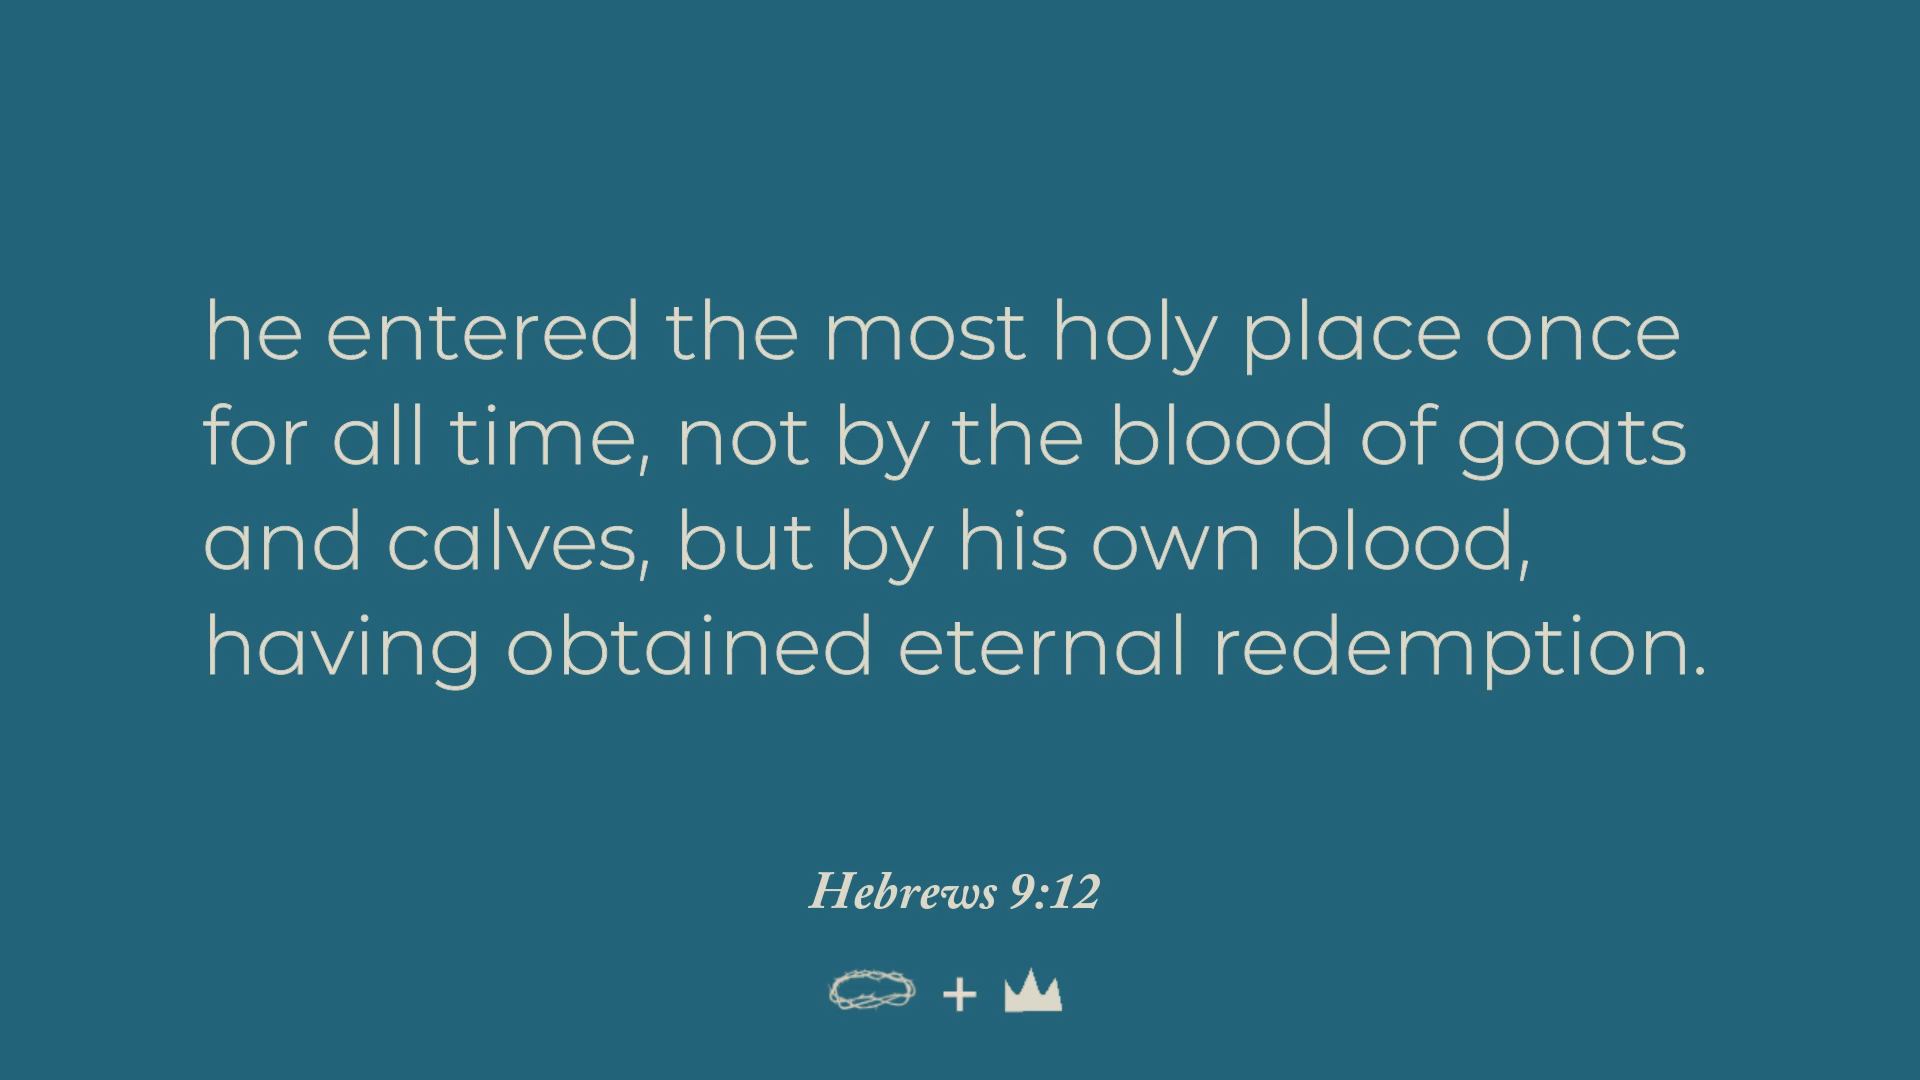 he entered the most holy place once
for all time, not by the blood of goats
and calves, but by his own blood,
having obtained eternal redemption.
Hebrews 9:12
+